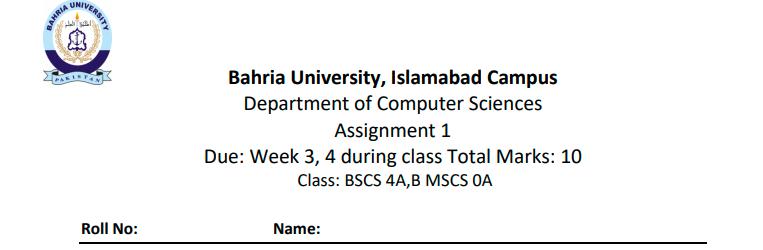 BAHRIA UNIVERSITY
PAKISTAN
Bahria University, Islamabad Campus
Department of Computer Sciences
Assignment 1
Due: Week 3, 4 during class Total Marks: 10
Class: BSCS 4A,B MSCS 0A
Roll No: Name: